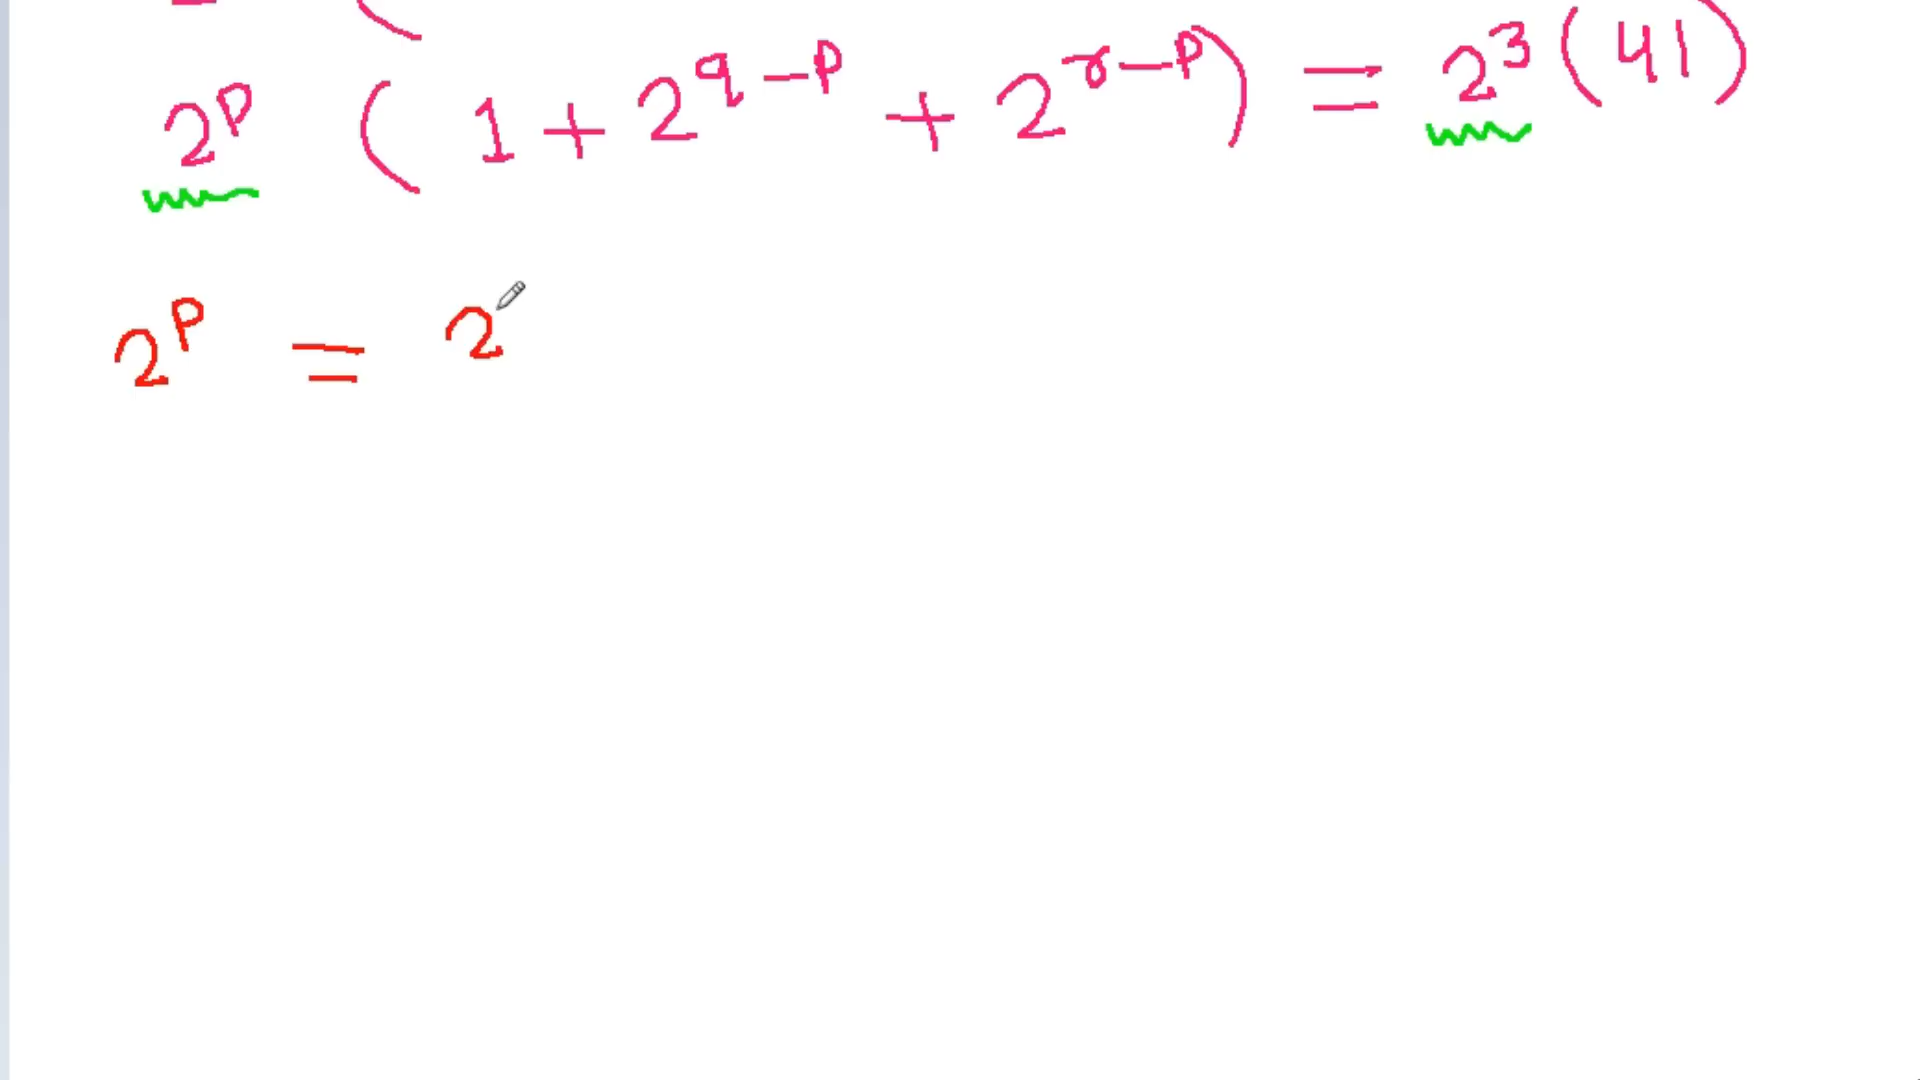 2^p ( 1 + 2^{q-p} + 2^{r-p} ) = 2^3 ( 41 )
2^p = 2